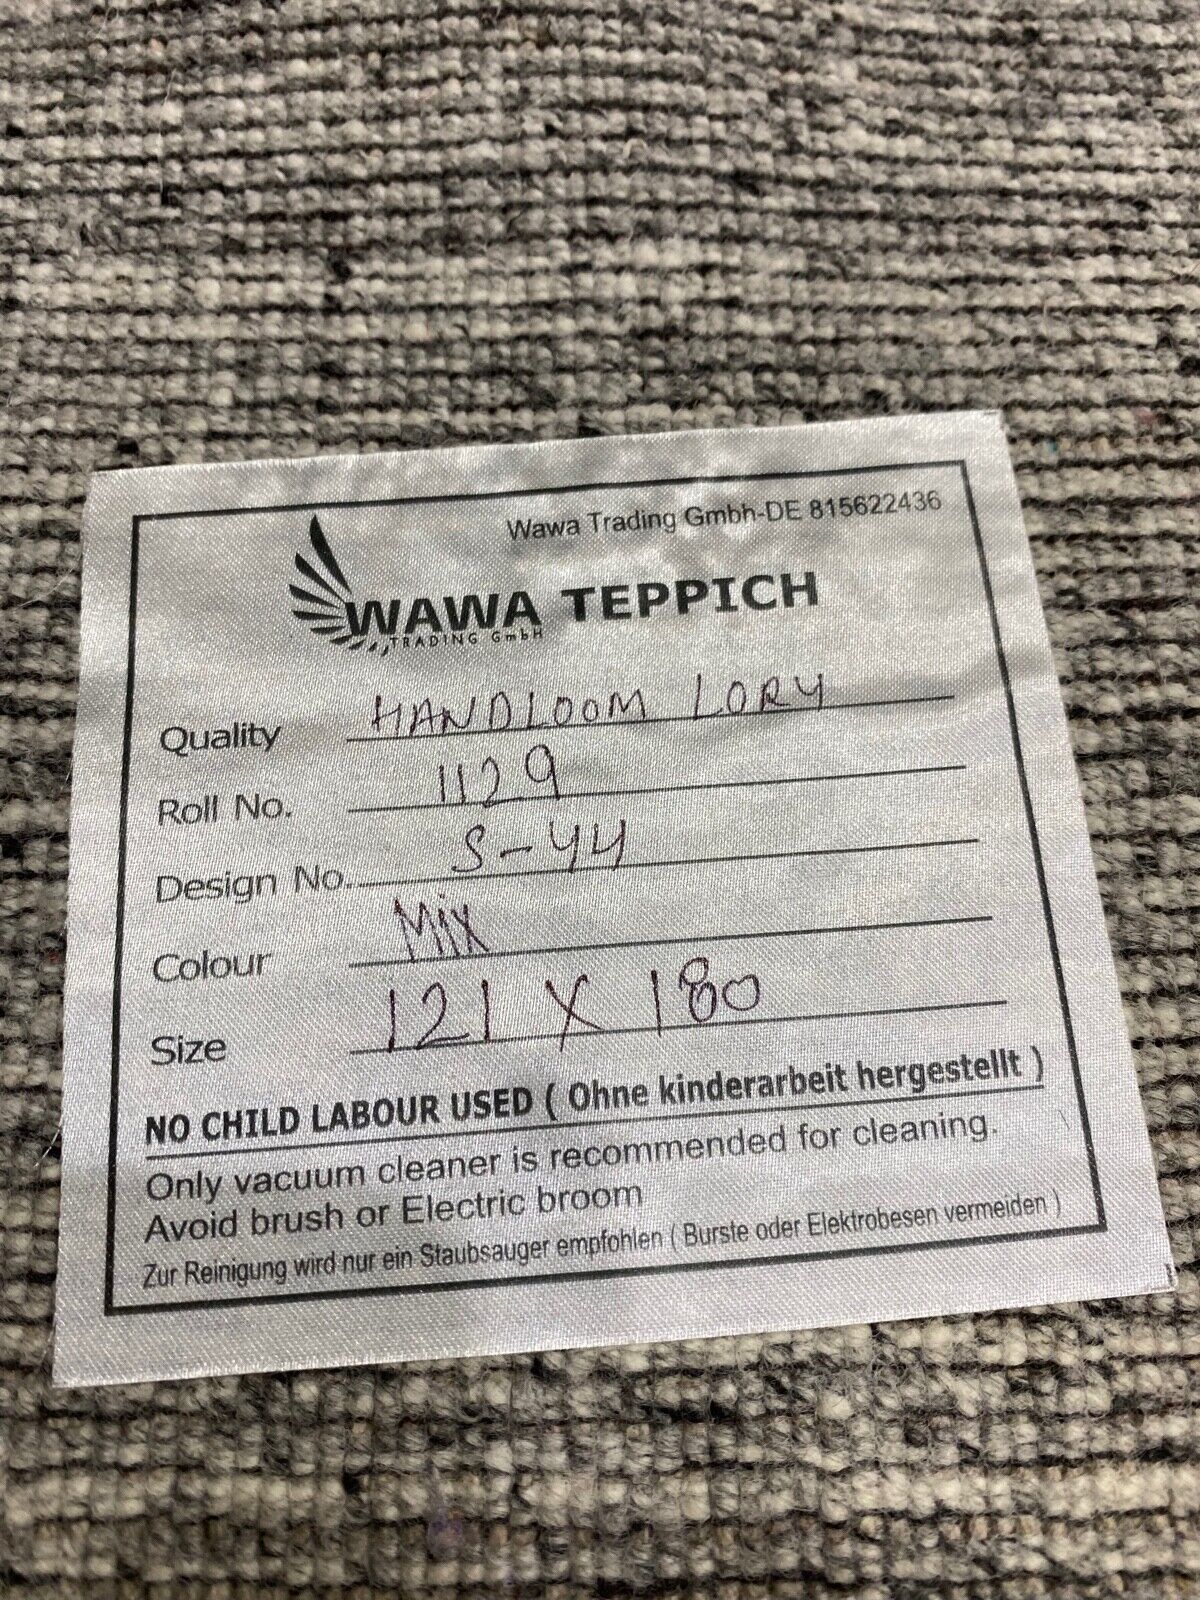 Wawa Trading Gmbh-DE 815622436
WAWA TEPPICH
TRADING GmbH
Quality HANDLOOM LORY
Roll No. 1129
Design No. S-44
Colour Mix
Size 121 X 180
NO CHILD LABOUR USED ( Ohne kinderarbeit hergestellt )
Only vacuum cleaner is recommended for cleaning.
Avoid brush or Electric broom
Zur Reinigung wird nur ein Staubsauger empfohlen ( Burste oder Elektrobesen vermeiden )